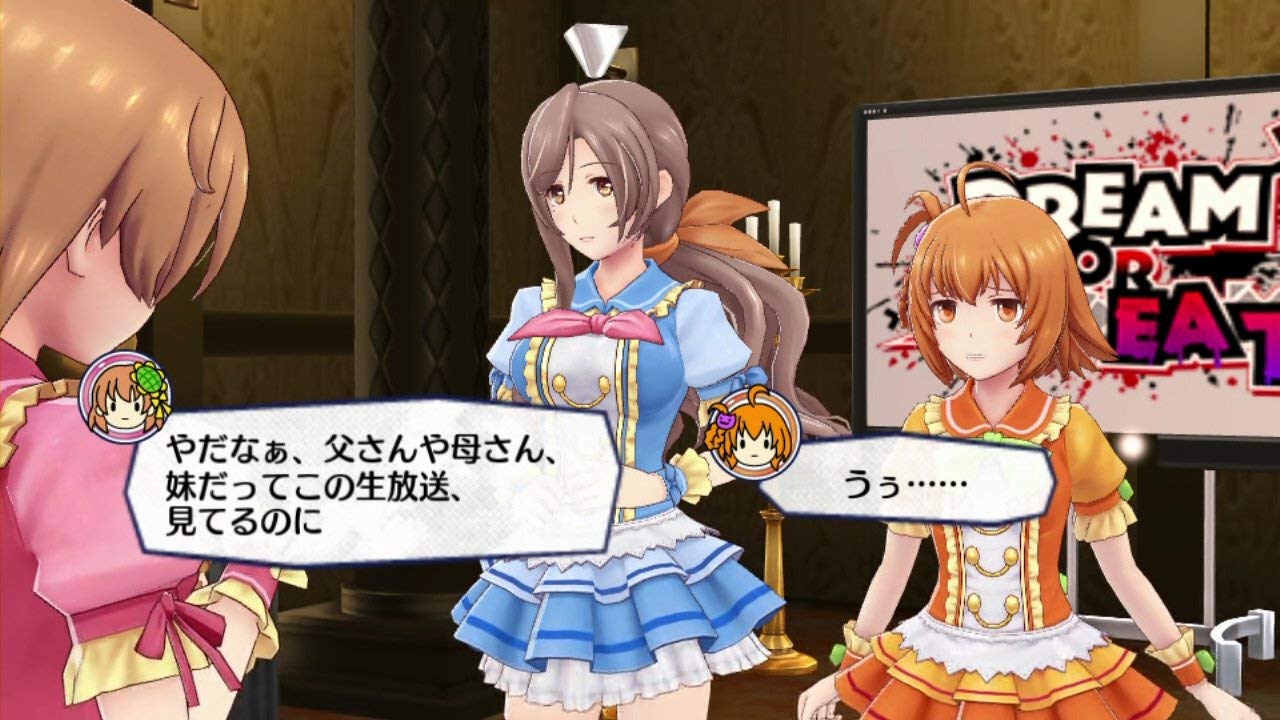 やだなぁ、父さんや母さん、
妹だってこの生放送、
見てるのに
うぅ……
DREAM
OR
DEAT